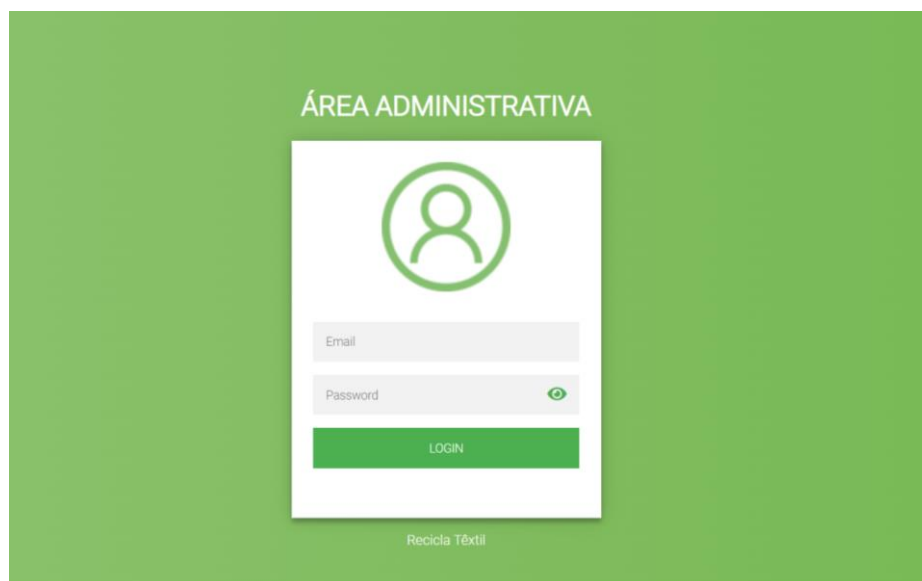 ÁREA ADMINISTRATIVA
Email
Password
LOGIN
Recicla Têxtil